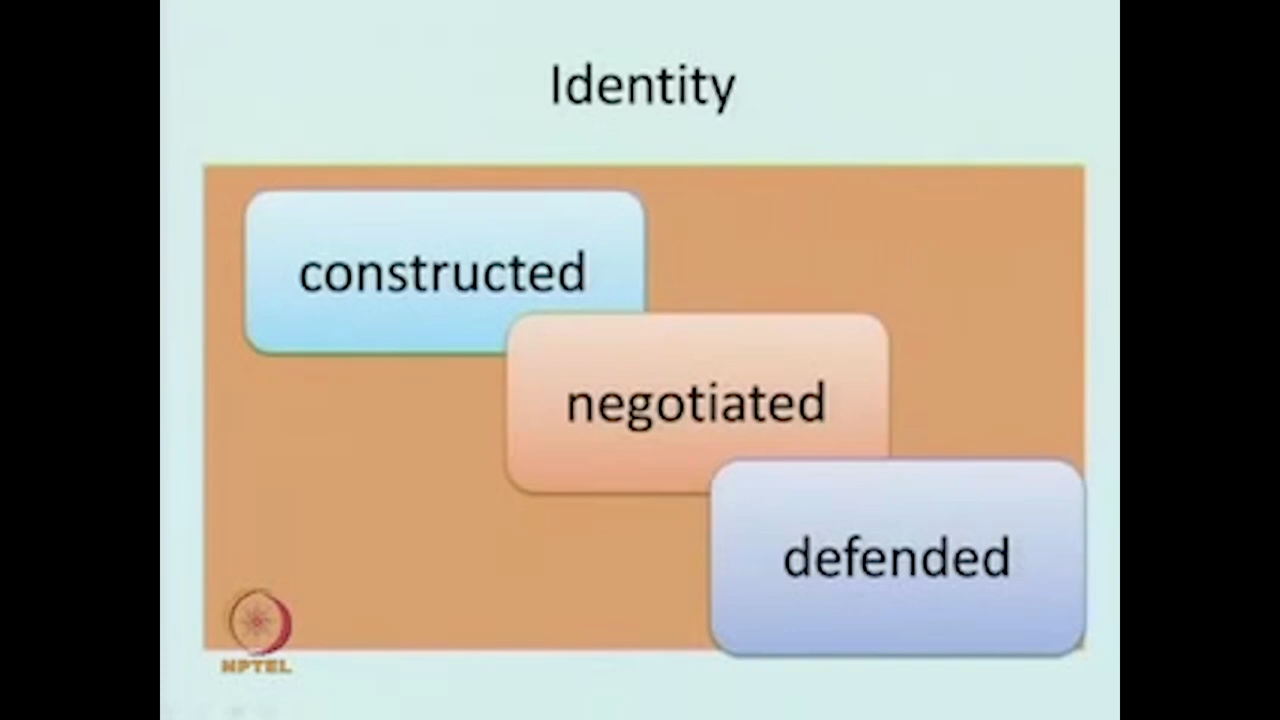 Identity
constructed
negotiated
defended
NPTEL